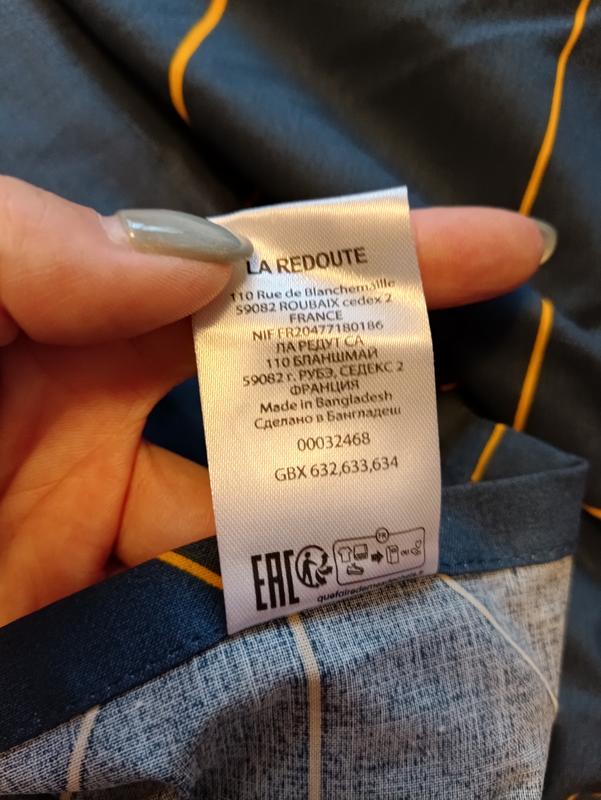 LA REDOUTE
110 Rue de Blanchemaille
59082 ROUBAIX cedex 2
FRANCE
NIF FR20477180186
ЛА РЕДУТ СА
110 БЛАНШМАЙ
59082 г. РУБЭ, СЕДЕКС 2
ФРАНЦИЯ
Made in Bangladesh
Сделано в Бангладеш
00032468
GBX 632,633,634
EAC
FR
OU